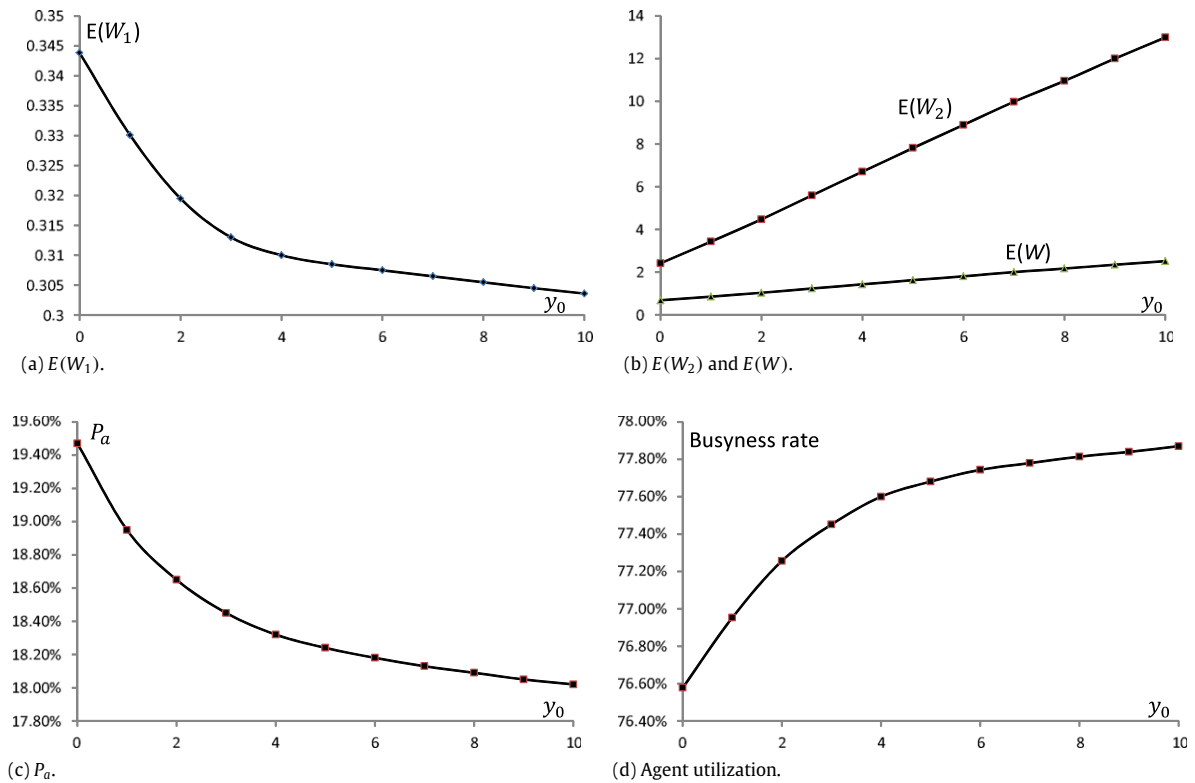 0.35
E(W₁)
0.345
0.34
0.335
0.33
0.325
0.32
0.315
0.31
0.305
0.3
y₀
0 2 4 6 8 10
(a) E(W₁).
14
12
10
8
6
4
2
0
E(W₂)
E(W)
y₀
0 2 4 6 8 10
(b) E(W₂) and E(W).
19.60%
Pₐ
19.40%
19.20%
19.00%
18.80%
18.60%
18.40%
18.20%
18.00%
17.80%
y₀
0 2 4 6 8 10
(c) Pₐ.
78.00%
Busyness rate
77.80%
77.60%
77.40%
77.20%
77.00%
76.80%
76.60%
76.40%
y₀
0 2 4 6 8 10
(d) Agent utilization.